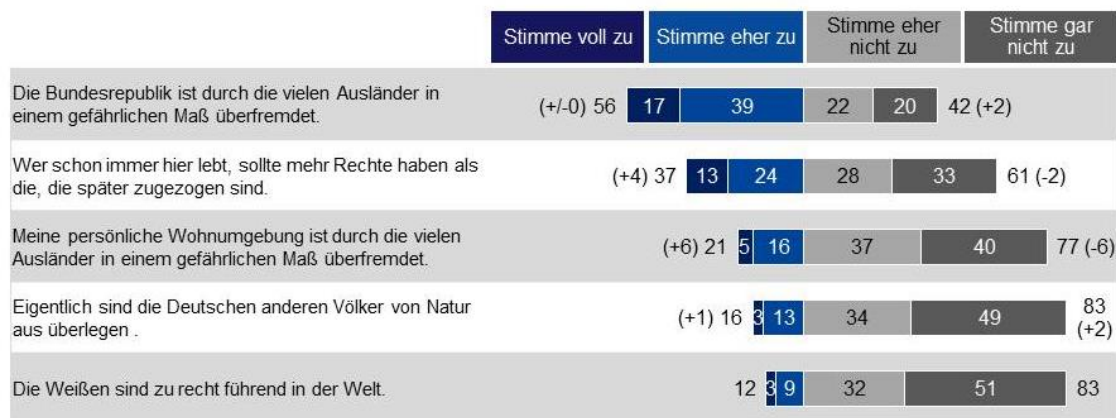 Stimme voll zu Stimme eher zu Stimme eher Stimme gar
nicht zu nicht zu
Die Bundesrepublik ist durch die vielen Ausländer in
einem gefährlichen Maß überfremdet.
(+/-0) 56 17 39 22 20 42 (+2)
Wer schon immer hier lebt, sollte mehr Rechte haben als
die, die später zugezogen sind.
(+4) 37 13 24 28 33 61 (-2)
Meine persönliche Wohnumgebung ist durch die vielen
Ausländer in einem gefährlichen Maß überfremdet.
(+6) 21 5 16 37 40 77 (-6)
Eigentlich sind die Deutschen anderen Völker von Natur
aus überlegen .
(+1) 16 3 13 34 49 83
(+2)
Die Weißen sind zu recht führend in der Welt.
12 3 9 32 51 83